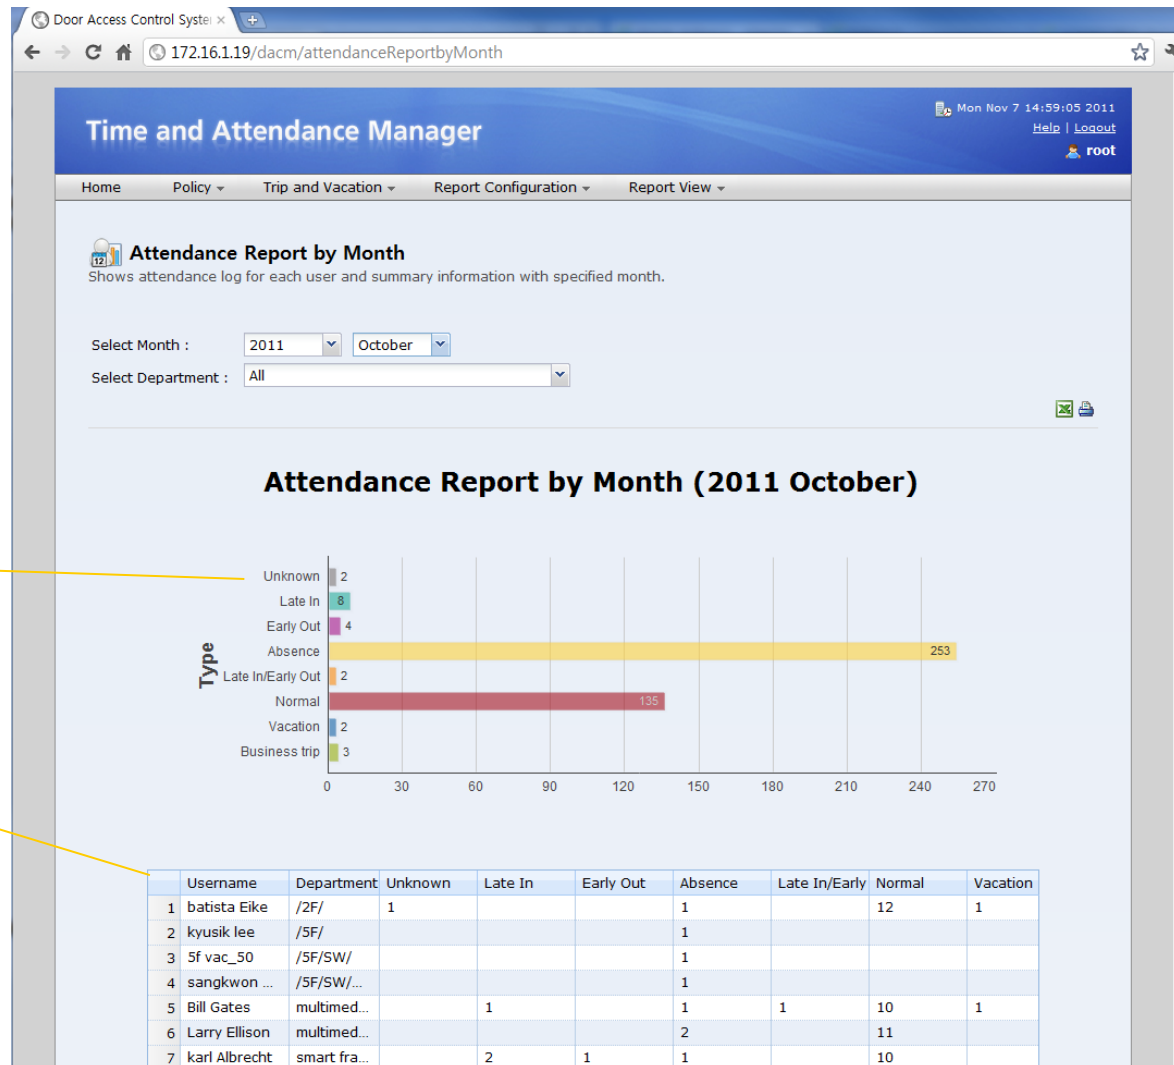 Door Access Control Syster
172.16.1.19/dacm/attendanceReportbyMonth
Mon Nov 7 14:59:05 2011
Time and Attendance Manager
Help | Logout
root
Home Policy Trip and Vacation Report Configuration Report View
12
Attendance Report by Month
Shows attendance log for each user and summary information with specified month.
Select Month : 2011 October
Select Department : All
Attendance Report by Month (2011 October)
Type
Unknown 2
Late In 8
Early Out 4
Absence 253
Late In/Early Out 2
Normal 135
Vacation 2
Business trip 3
0 30 60 90 120 150 180 210 240 270
Username Department Unknown Late In Early Out Absence Late In/Early Normal Vacation
1 batista Eike /2F/ 1 1 12 1
2 kyusik lee /5F/ 1
3 5f vac_50 /5F/SW/ 1
4 sangkwon ... /5F/SW/... 1
5 Bill Gates multimed... 1 1 1 10 1
6 Larry Ellison multimed... 2 11
7 karl Albrecht smart fra... 2 1 1 10